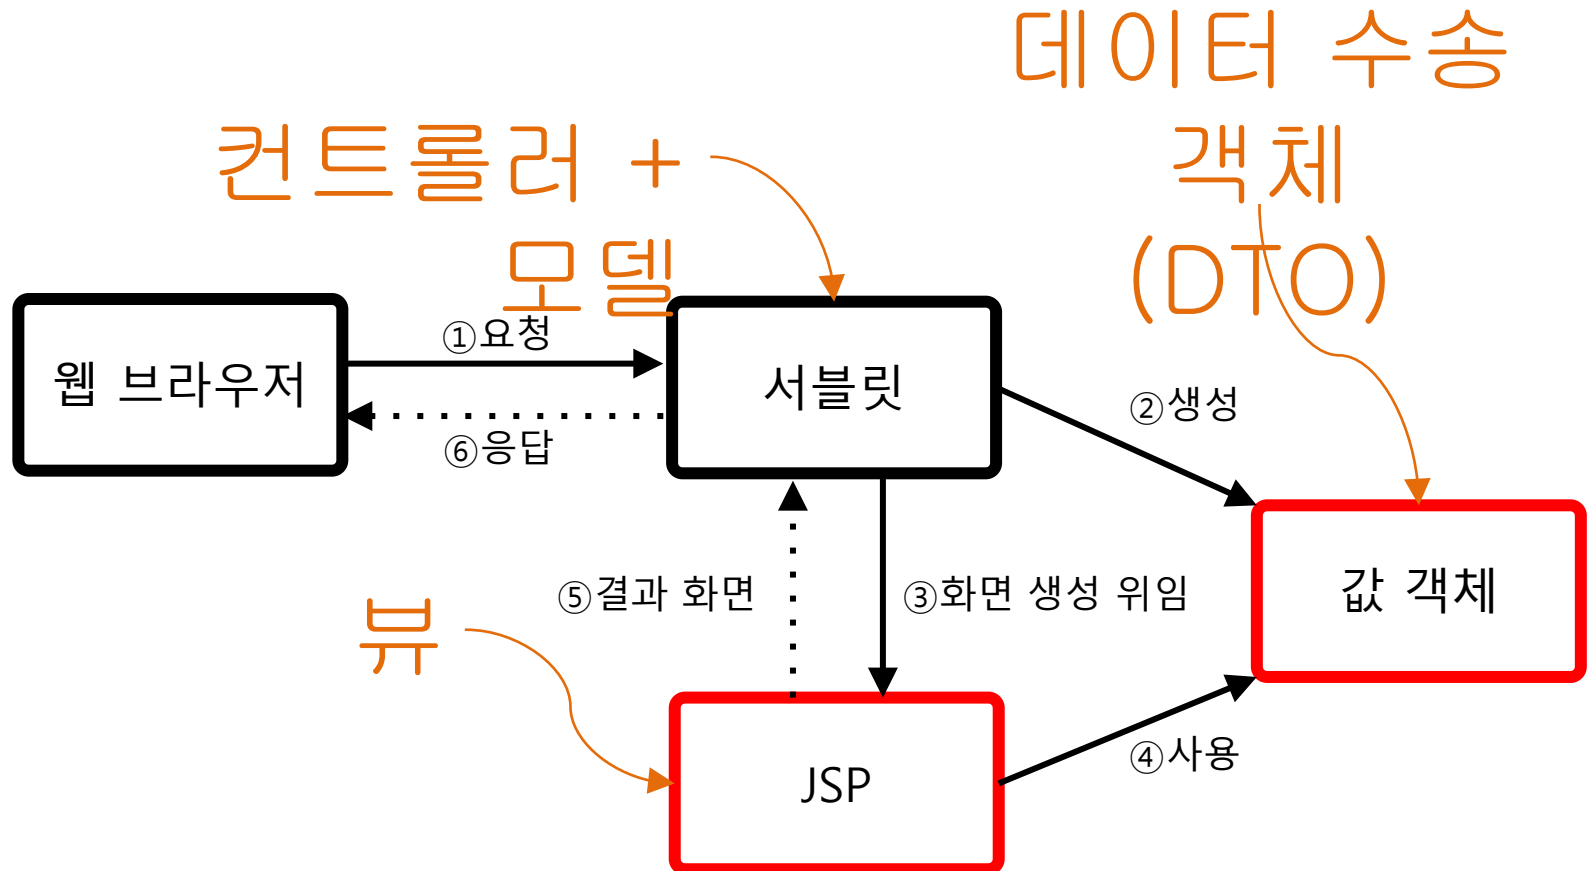 데이터 수송
객체
(DTO)
컨트롤러 +
모델
웹 브라우저
①요청
⑥응답
서블릿
②생성
값 객체
⑤결과 화면
③화면 생성 위임
뷰
JSP
④사용